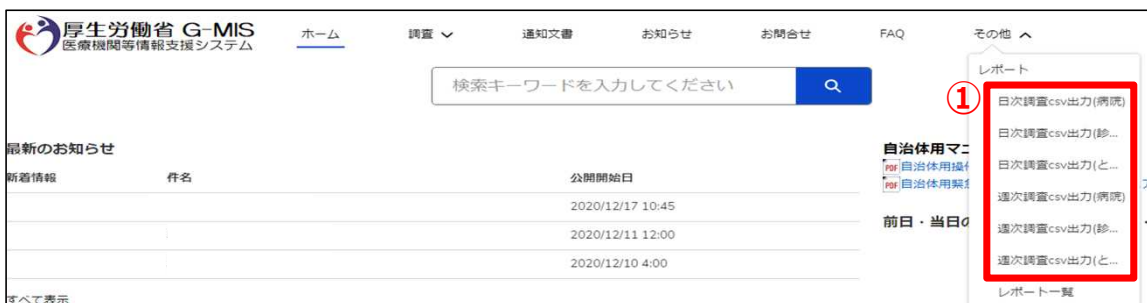 厚生労働省 G-MIS
医療機関等情報支援システム
ホーム
調査
通知文書
お知らせ
お問合せ
FAQ
その他
検索キーワードを入力してください
レポート
①
日次調査csv出力(病院)
日次調査csv出力(診...
日次調査csv出力(と...
週次調査csv出力(病院)
週次調査csv出力(診...
週次調査csv出力(と...
レポート一覧
最新のお知らせ
新着情報
件名
公開開始日
2020/12/17 10:45
2020/12/11 12:00
2020/12/10 4:00
すべて表示
自治体用マニ
PDF 自治体用操作
PDF 自治体用緊急
前日・当日の